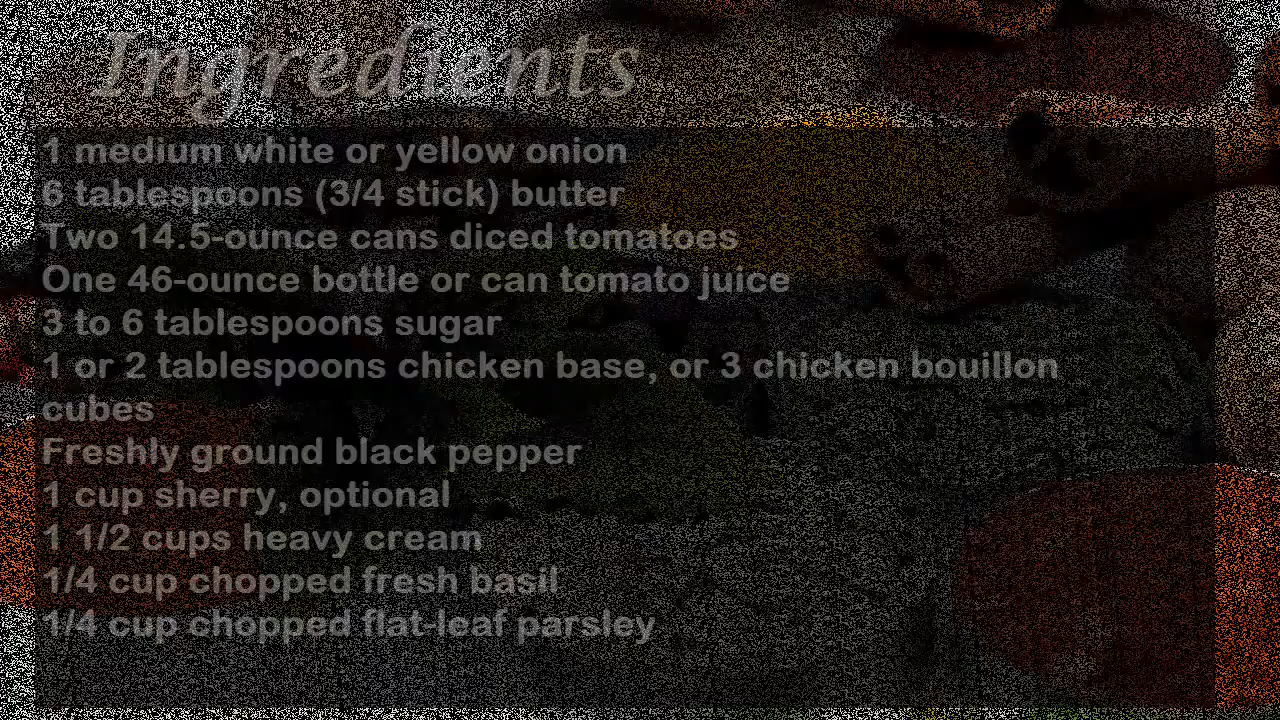 Ingredients
1 medium white or yellow onion
6 tablespoons (3/4 stick) butter
Two 14.5-ounce cans diced tomatoes
One 46-ounce bottle or can tomato juice
3 to 6 tablespoons sugar
1 or 2 tablespoons chicken base, or 3 chicken bouillon
cubes
Freshly ground black pepper
1 cup sherry, optional
1 1/2 cups heavy cream
1/4 cup chopped fresh basil
1/4 cup chopped flat-leaf parsley